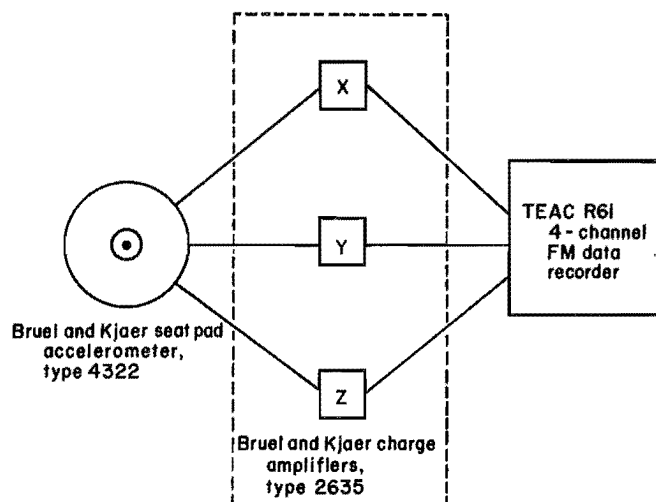 X
Y
Z
TEAC R61
4-channel
FM data
recorder
Bruel and Kjaer seat pad
accelerometer,
type 4322
Bruel and Kjaer charge
amplifiers,
type 2635